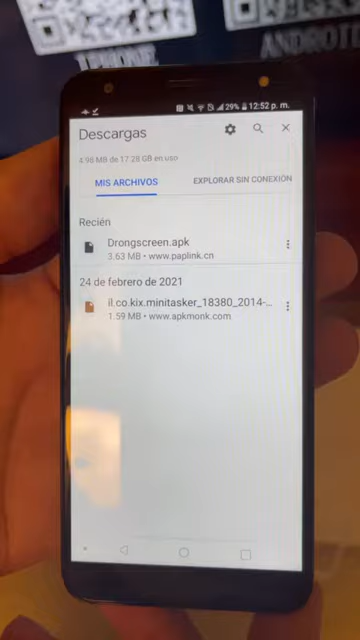 IPHONE
ANDROID
29% 12:52 p. m.
Descargas
4.98 MB de 17.28 GB en uso
MIS ARCHIVOS
EXPLORAR SIN CONEXIÓN
Recién
Drongscreen.apk
3.63 MB • www.paplink.cn
24 de febrero de 2021
il.co.kix.minitasker_18380_2014-...
1.59 MB • www.apkmonk.com